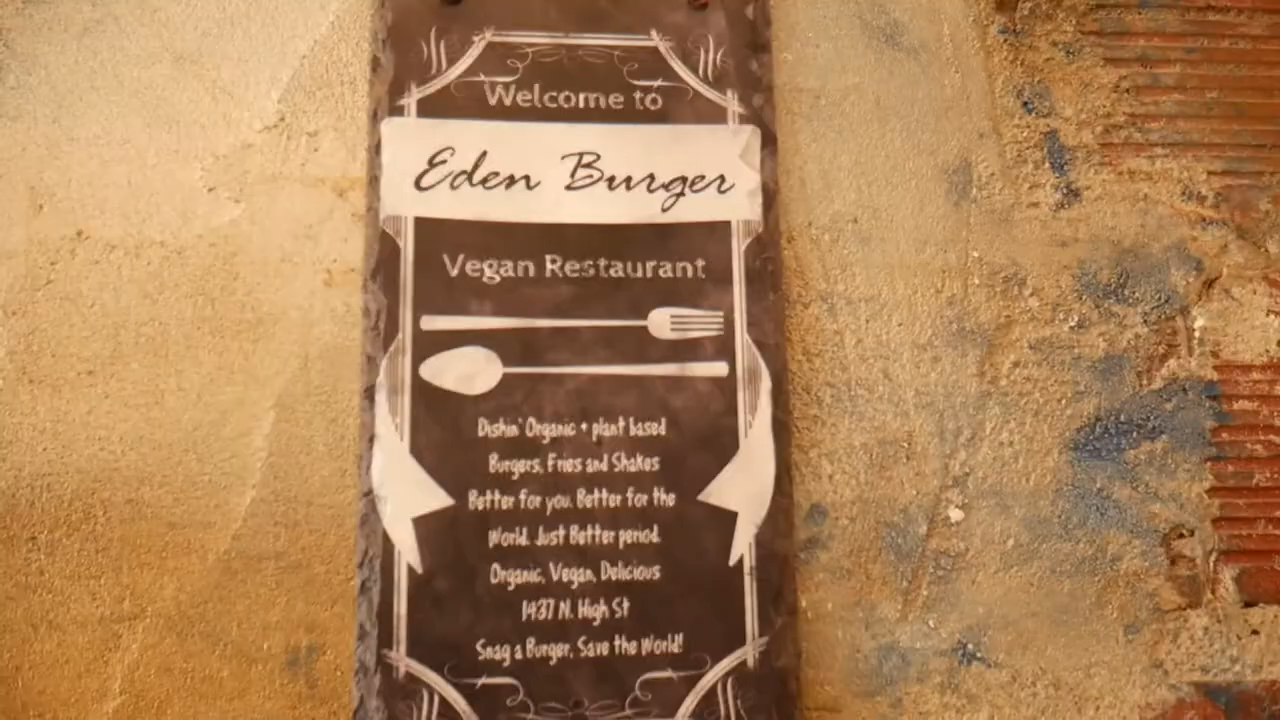 Welcome to
Eden Burger
Vegan Restaurant
Dishin' Organic + plant based
Burgers, Fries and Shakes
Better for you. Better for the
World. Just Better period.
Organic, Vegan, Delicious
1437 N. High St
Snag a Burger, Save the World!